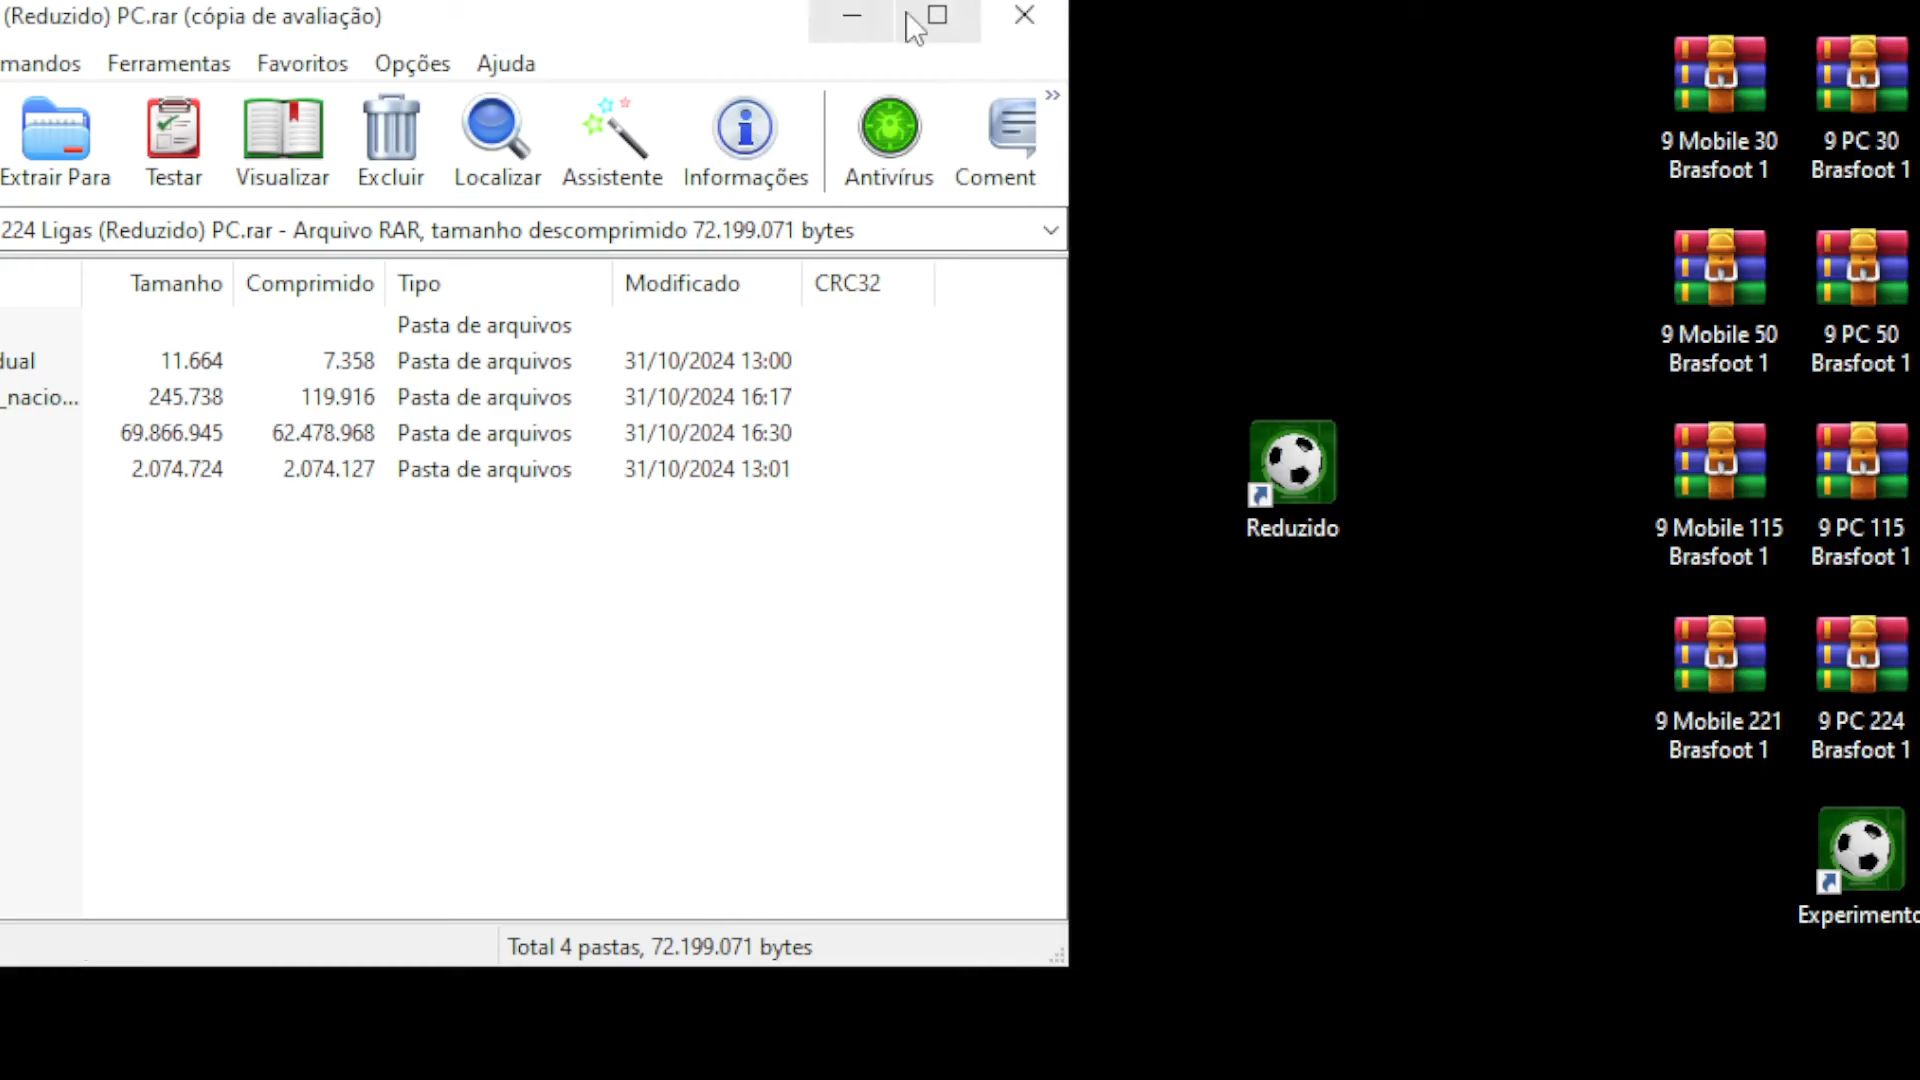 (Reduzido) PC.rar (cópia de avaliação)
mandos Ferramentas Favoritos Opções Ajuda
Extrair Para Testar Visualizar Excluir Localizar Assistente Informações Antivírus Coment
224 Ligas (Reduzido) PC.rar - Arquivo RAR, tamanho descomprimido 72.199.071 bytes
Tamanho Comprimido Tipo Modificado CRC32
Pasta de arquivos
dual 11.664 7.358 Pasta de arquivos 31/10/2024 13:00
_nacio... 245.738 119.916 Pasta de arquivos 31/10/2024 16:17
69.866.945 62.478.968 Pasta de arquivos 31/10/2024 16:30
2.074.724 2.074.127 Pasta de arquivos 31/10/2024 13:01
Total 4 pastas, 72.199.071 bytes
Reduzido
9 Mobile 30
Brasfoot 1
9 PC 30
Brasfoot 1
9 Mobile 50
Brasfoot 1
9 PC 50
Brasfoot 1
9 Mobile 115
Brasfoot 1
9 PC 115
Brasfoot 1
9 Mobile 221
Brasfoot 1
9 PC 224
Brasfoot 1
Experimento